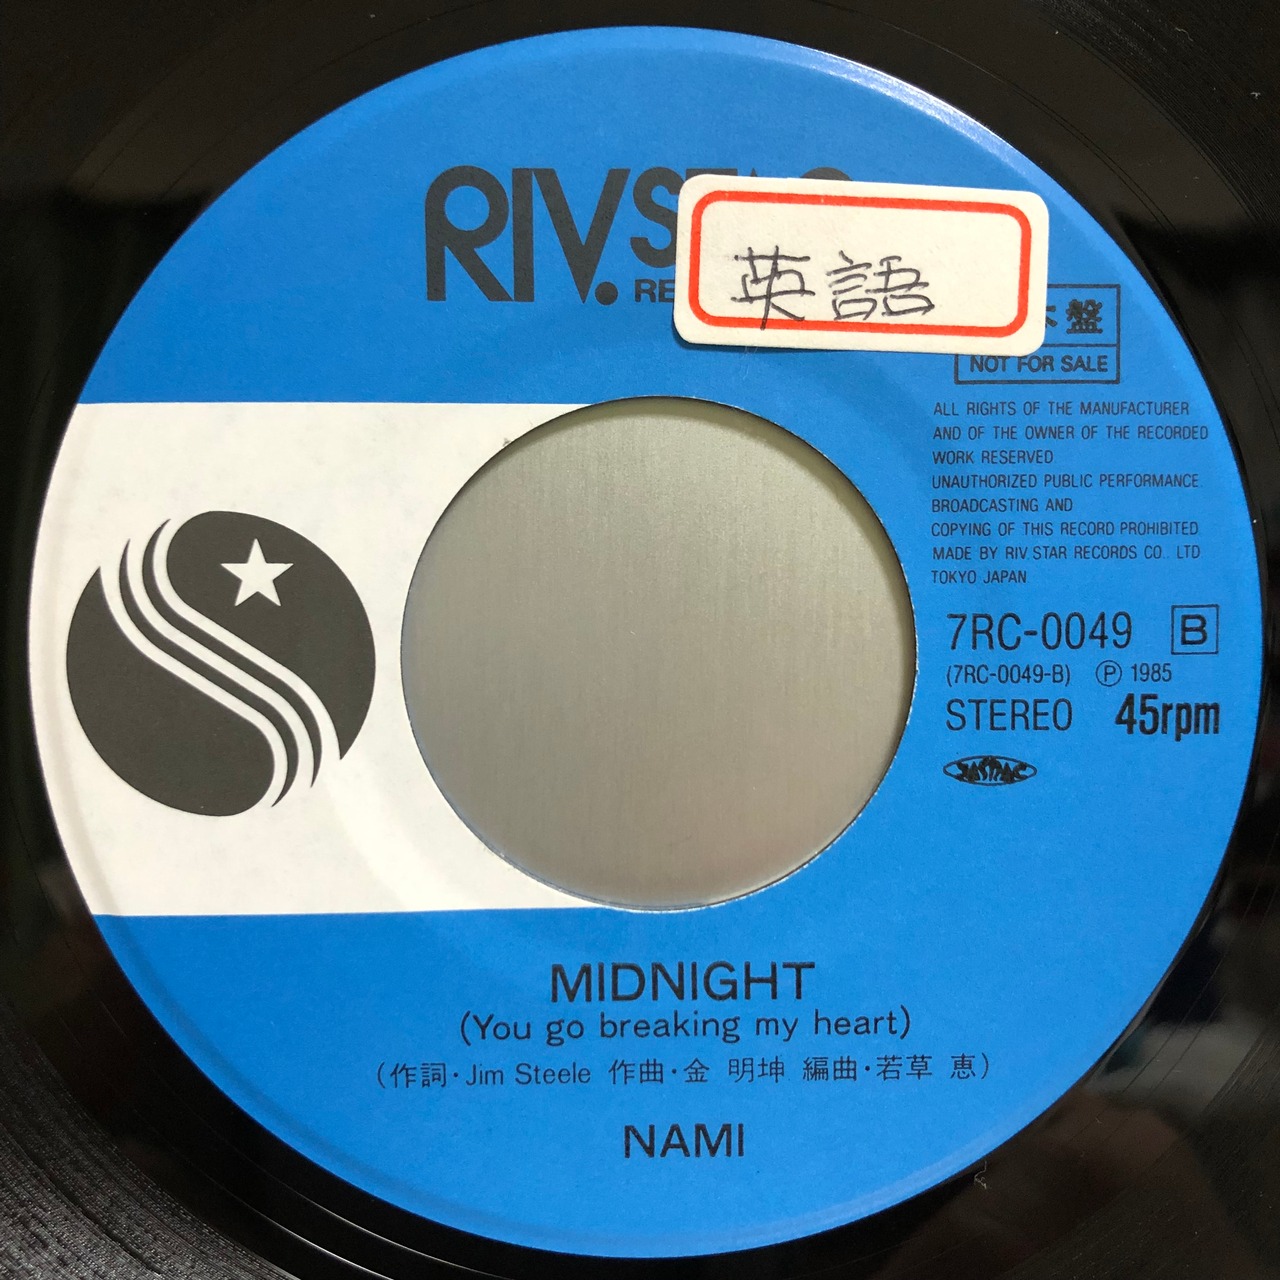 RIV.
英語
盤
NOT FOR SALE
ALL RIGHTS OF THE MANUFACTURER
AND OF THE OWNER OF THE RECORDED
WORK RESERVED
UNAUTHORIZED PUBLIC PERFORMANCE
BROADCASTING AND
COPYING OF THIS RECORD PROHIBITED
MADE BY RIV.STAR RECORDS CO., LTD
TOKYO JAPAN
7RC-0049 B
(7RC-0049-B) Ⓟ 1985
STEREO 45rpm
JASRAC
MIDNIGHT
(You go breaking my heart)
(作詞・Jim Steele 作曲・金 明坤 編曲・若草 恵)
NAMI